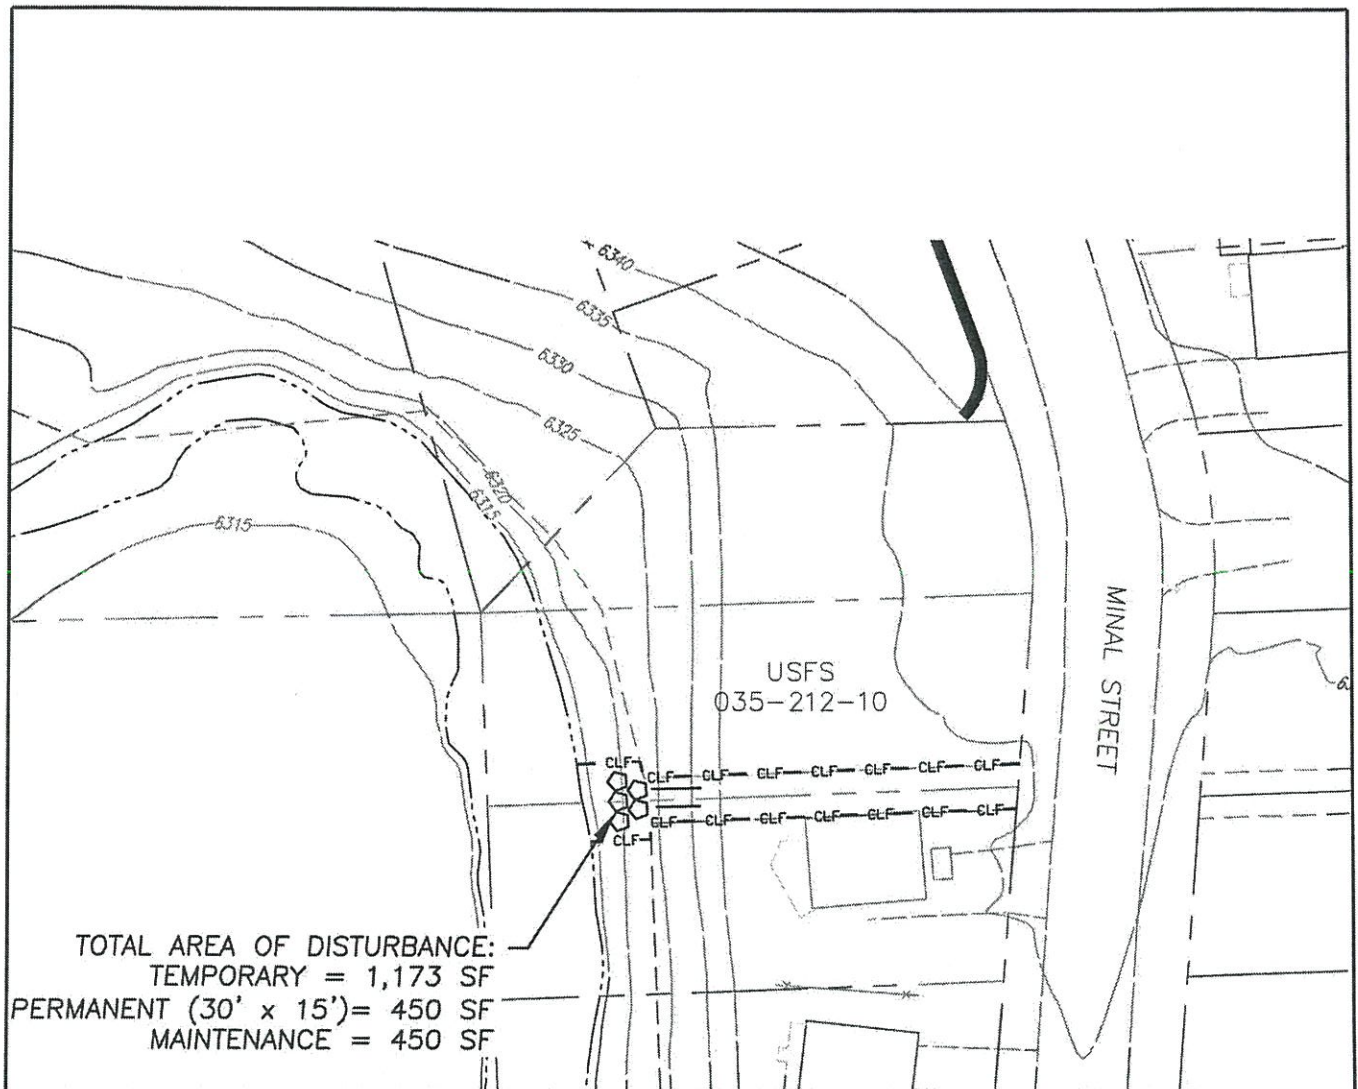 6340
6335
6330
6325
6320
6315
6315
MINAL STREET
USFS
035-212-10
CLF
CLF CLF CLF CLF CLF CLF CLF
CLF CLF CLF CLF CLF CLF CLF
CLF
TOTAL AREA OF DISTURBANCE:
TEMPORARY = 1,173 SF
PERMANENT (30' x 15')= 450 SF
MAINTENANCE = 450 SF